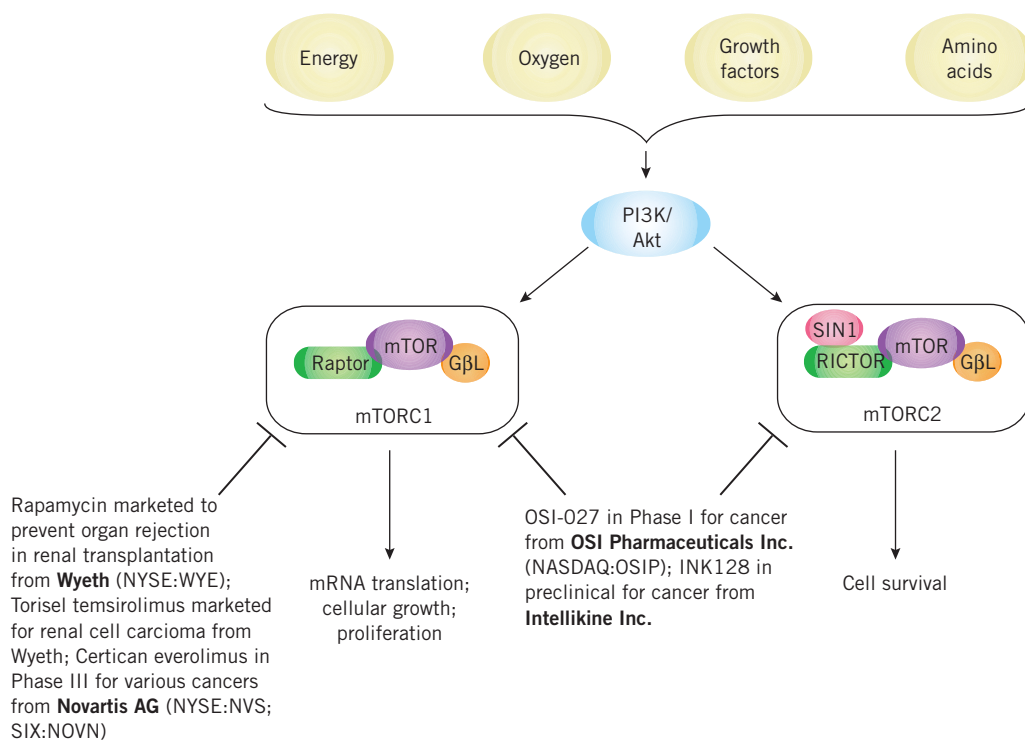 Energy
Oxygen
Growth
factors
Amino
acids
PI3K/
Akt
Raptor
mTOR
GβL
mTORC1
SIN1
RICTOR
mTOR
GβL
mTORC2
Rapamycin marketed to
prevent organ rejection
in renal transplantation
from Wyeth (NYSE:WYE);
Torisel temsirolimus marketed
for renal cell carcioma from
Wyeth; Certican everolimus in
Phase III for various cancers
from Novartis AG (NYSE:NVS;
SIX:NOVN)
mRNA translation;
cellular growth;
proliferation
OSI-027 in Phase I for cancer
from OSI Pharmaceuticals Inc.
(NASDAQ:OSIP); INK128 in
preclinical for cancer from
Intellikine Inc.
Cell survival